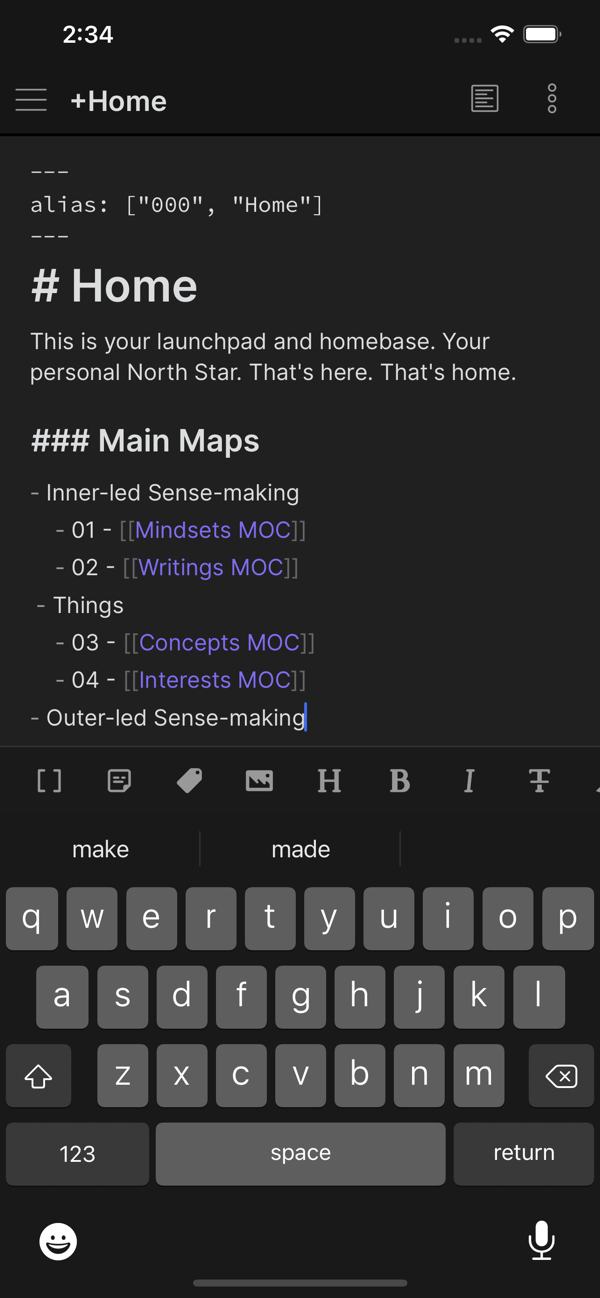 2:34
+Home
---
alias: ["000", "Home"]
---
# Home
This is your launchpad and homebase. Your
personal North Star. That's here. That's home.
### Main Maps
- Inner-led Sense-making
- 01 - [[Mindsets MOC]]
- 02 - [[Writings MOC]]
- Things
- 03 - [[Concepts MOC]]
- 04 - [[Interests MOC]]
- Outer-led Sense-making
[] H B I T
make made
q w e r t y u i o p
a s d f g h j k l
z x c v b n m
123 space return